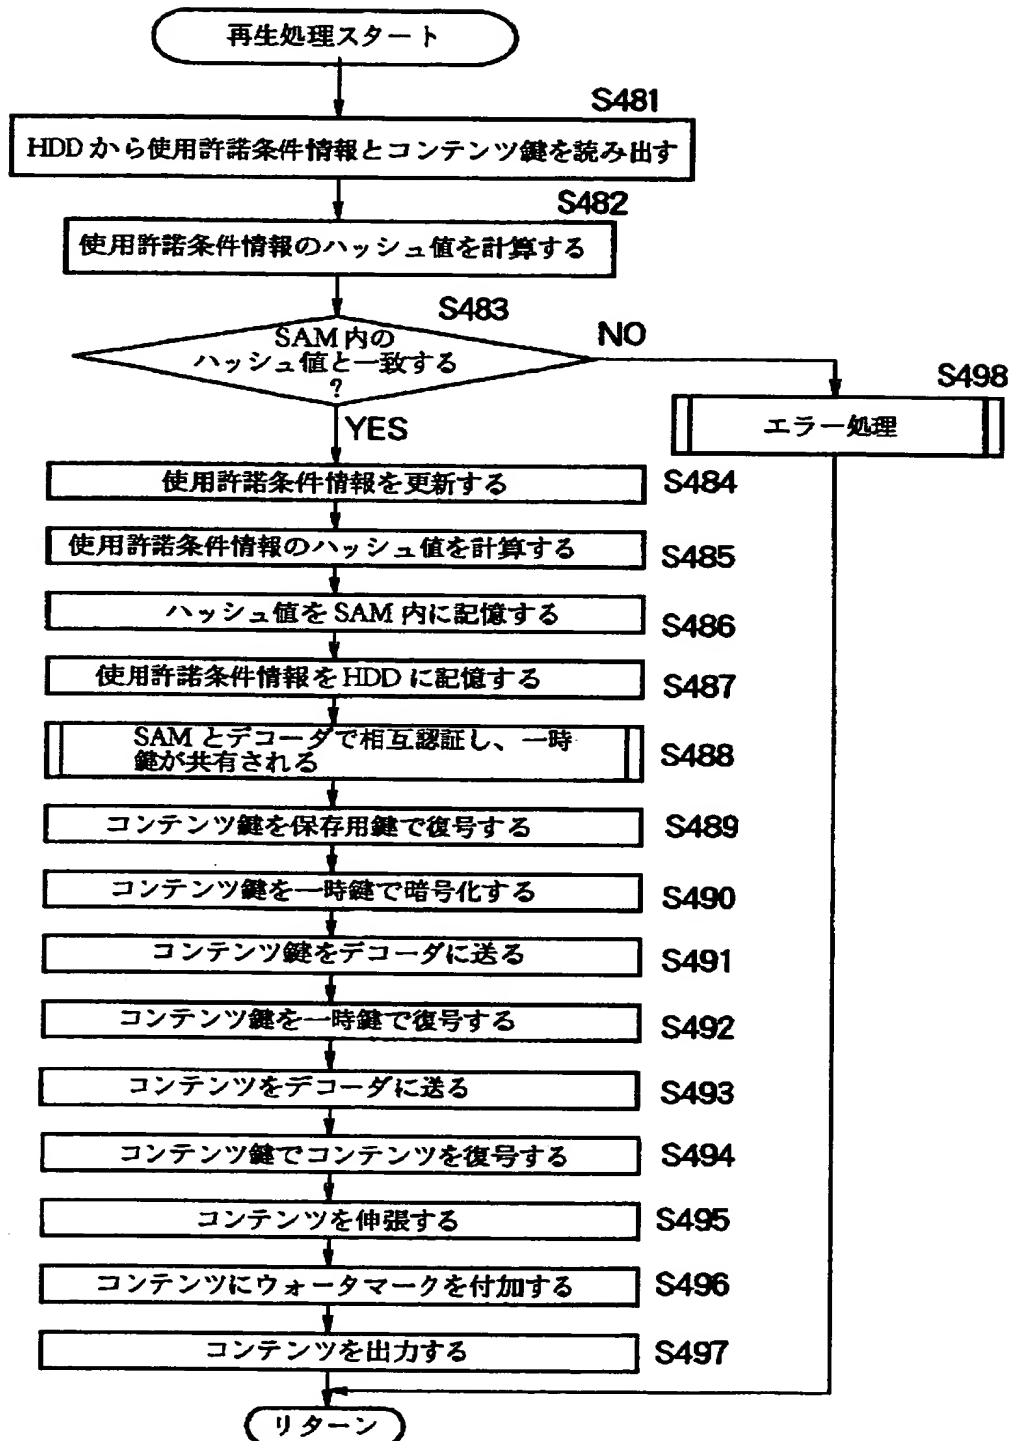 再生処理スタート
S481
HDDから使用許諾条件情報とコンテンツ鍵を読み出す
S482
使用許諾条件情報のハッシュ値を計算する
S483
SAM内の
ハッシュ値と一致する
?
NO
YES
S498
エラー処理
使用許諾条件情報を更新する S484
使用許諾条件情報のハッシュ値を計算する S485
ハッシュ値をSAM内に記憶する S486
使用許諾条件情報をHDDに記憶する S487
SAMとデコーダで相互認証し、一時
鍵が共有される S488
コンテンツ鍵を保存用鍵で復号する S489
コンテンツ鍵を一時鍵で暗号化する S490
コンテンツ鍵をデコーダに送る S491
コンテンツ鍵を一時鍵で復号する S492
コンテンツをデコーダに送る S493
コンテンツ鍵でコンテンツを復号する S494
コンテンツを伸張する S495
コンテンツにウォータマークを付加する S496
コンテンツを出力する S497
リターン